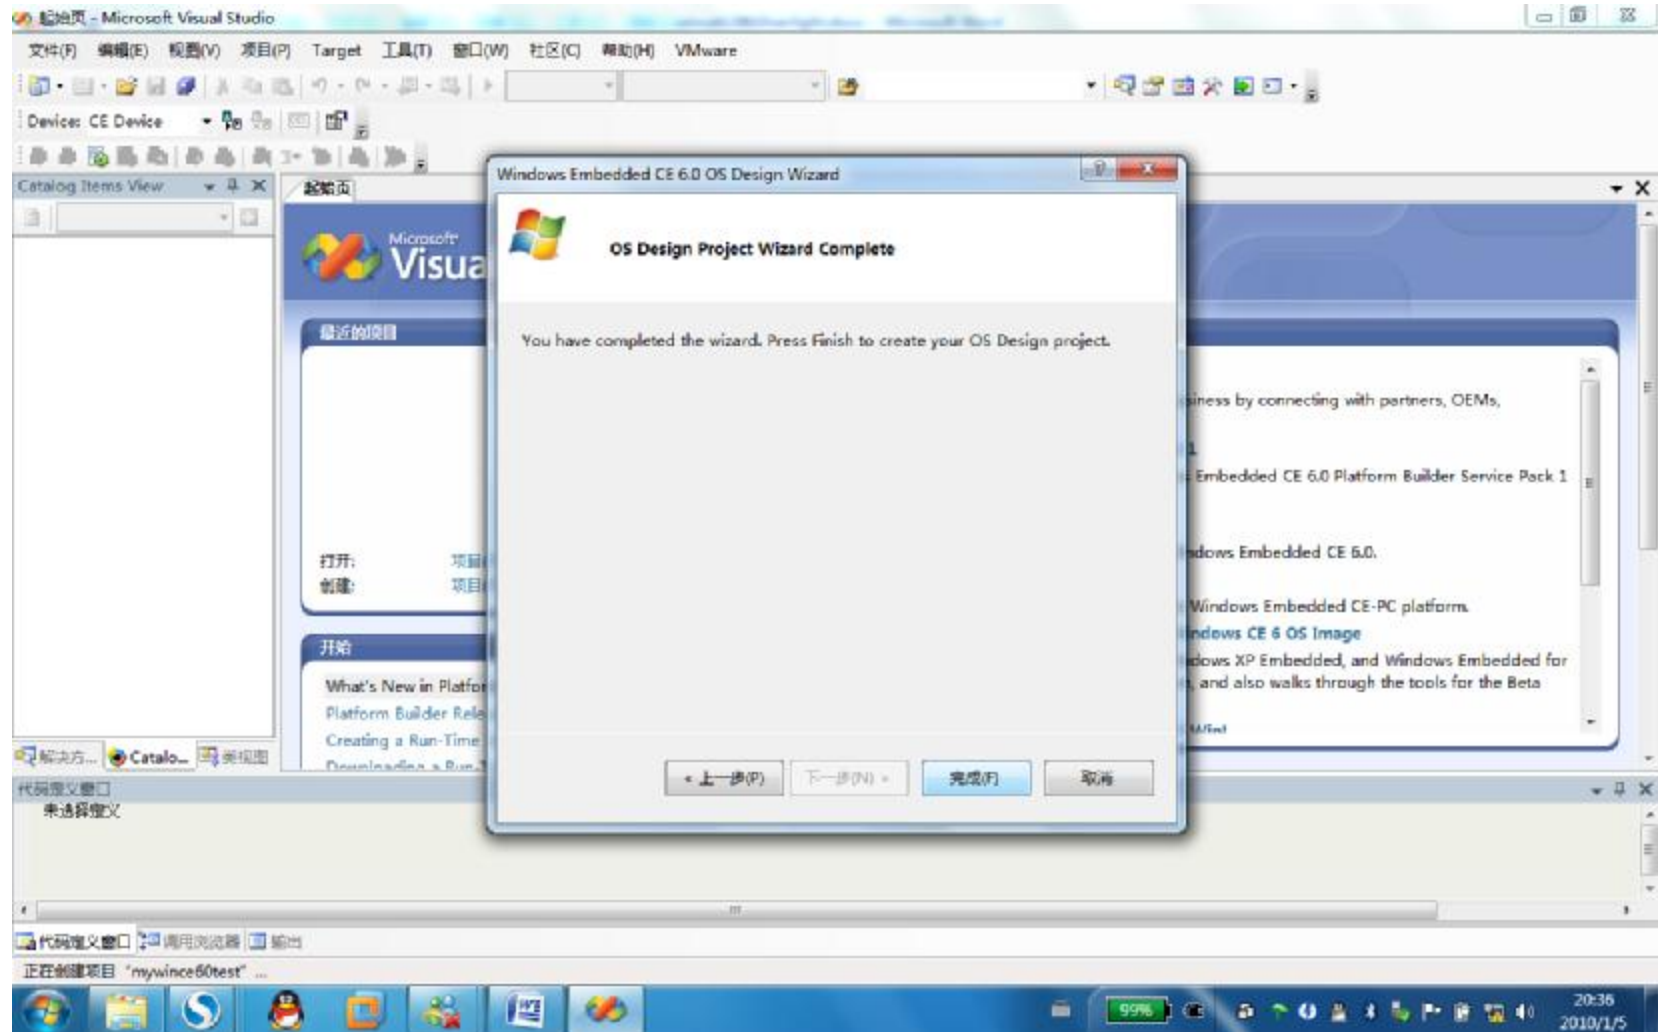 起始页 - Microsoft Visual Studio
文件(F) 编辑(E) 视图(V) 项目(P) Target 工具(T) 窗口(W) 社区(C) 帮助(H) VMware
Device: CE Device
Catalog Items View
起始页
Windows Embedded CE 6.0 OS Design Wizard
Microsoft
Visua
OS Design Project Wizard Complete
最近的项目
You have completed the wizard. Press Finish to create your OS Design project.
siness by connecting with partners, OEMs,
1
Embedded CE 6.0 Platform Builder Service Pack 1
打开: 项目
dows Embedded CE 6.0.
创建: 项目
Windows Embedded CE-PC platform.
indows CE 6 OS Image
开始
dows XP Embedded, and Windows Embedded for
What's New in Platfor
, and also walks through the tools for the Beta
Platform Builder Rele
Creating a Run-Time
Downloading a Run-T
解决方... Catalo... 类视图
« 上一步(P) 下一步(N) » 完成(F) 取消
代码定义窗口
未选择定义
代码定义窗口 调用浏览器 输出
正在创建项目 "mywince60test" ...
99%
20:36
2010/1/5